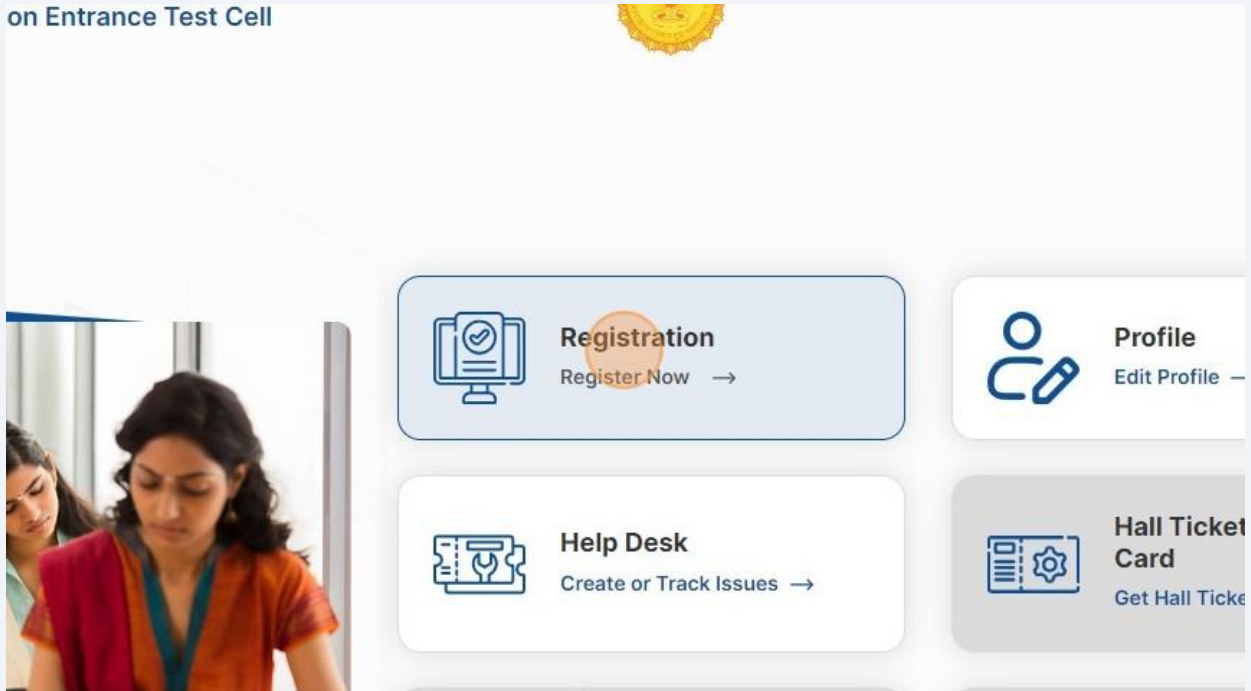 on Entrance Test Cell
Registration
Register Now →
Profile
Edit Profile
Help Desk
Create or Track Issues →
Hall Ticket
Card
Get Hall Ticke